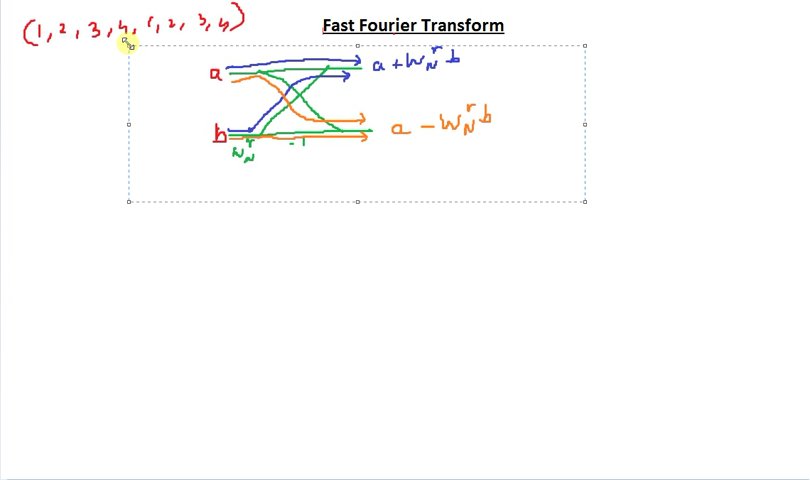 (1, 2, 3, 4, 1, 2, 3, 4)
Fast Fourier Transform
a
a + W_N^r b
b
a - W_N^r b
W_N^r
-1